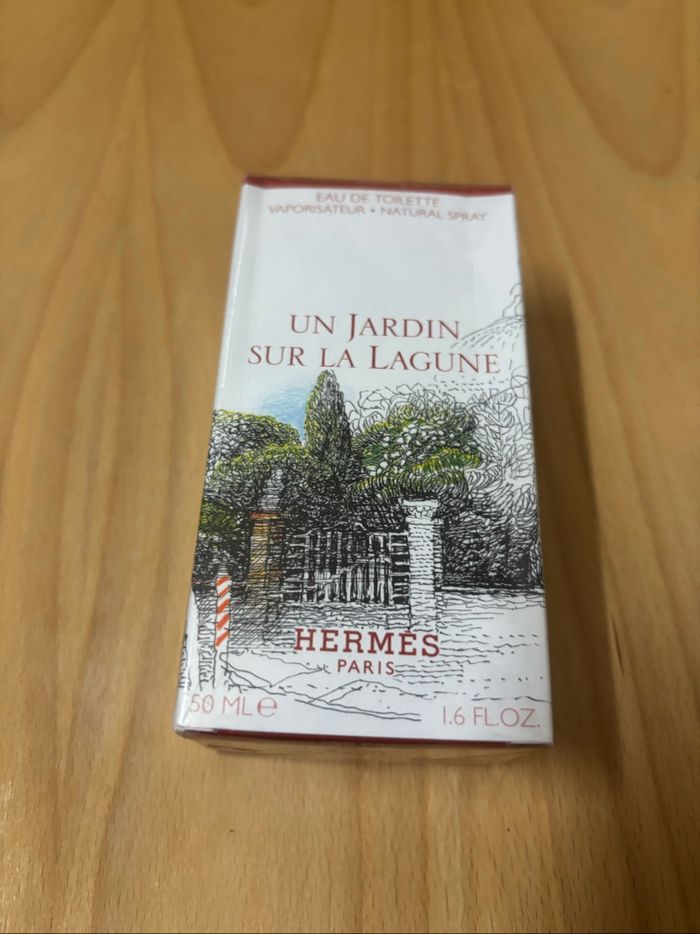 EAU DE TOILETTE
VAPORISATEUR • NATURAL SPRAY
UN JARDIN
SUR LA LAGUNE
HERMÈS
PARIS
50 ML ℮ 1.6 FL.OZ.